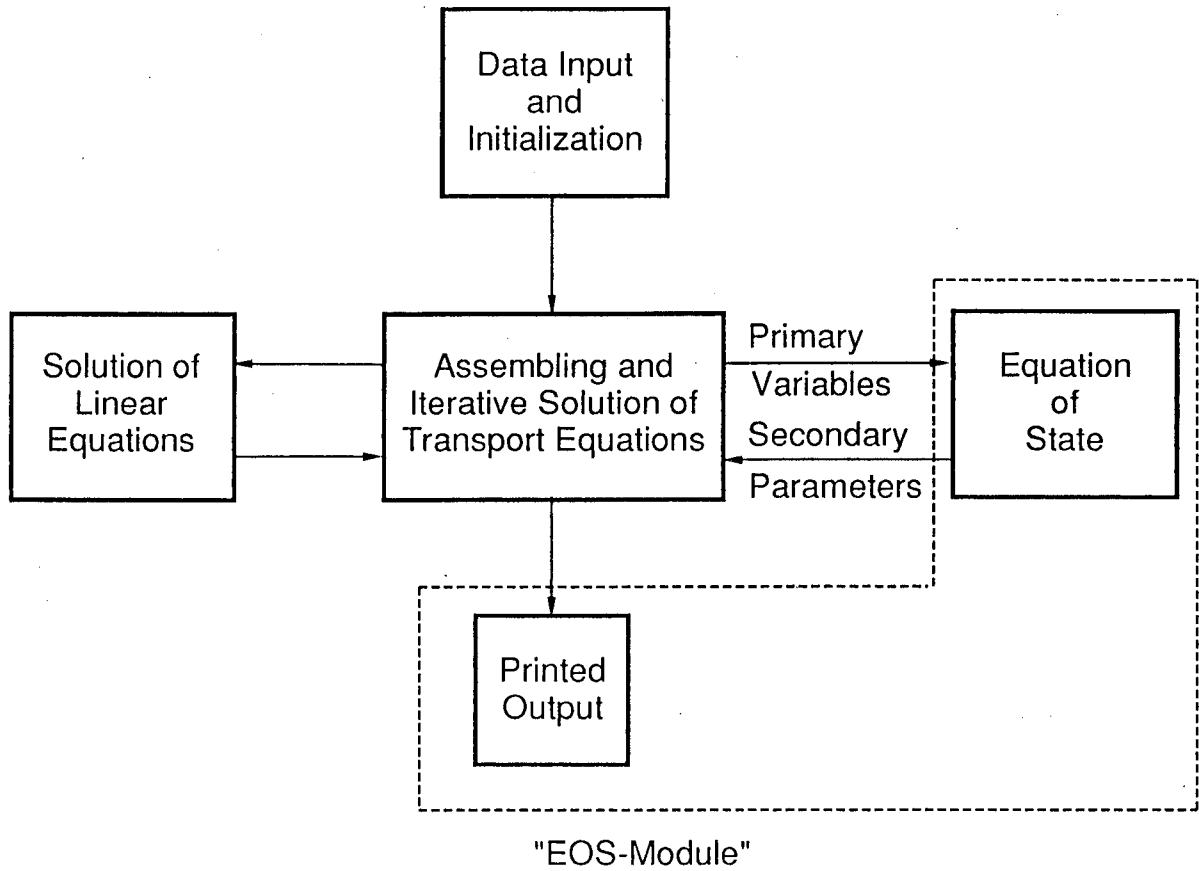 Data Input
and
Initialization
Solution of
Linear
Equations
Assembling and
Iterative Solution of
Transport Equations
Primary
Variables
Secondary
Parameters
Equation
of
State
Printed
Output
"EOS-Module"